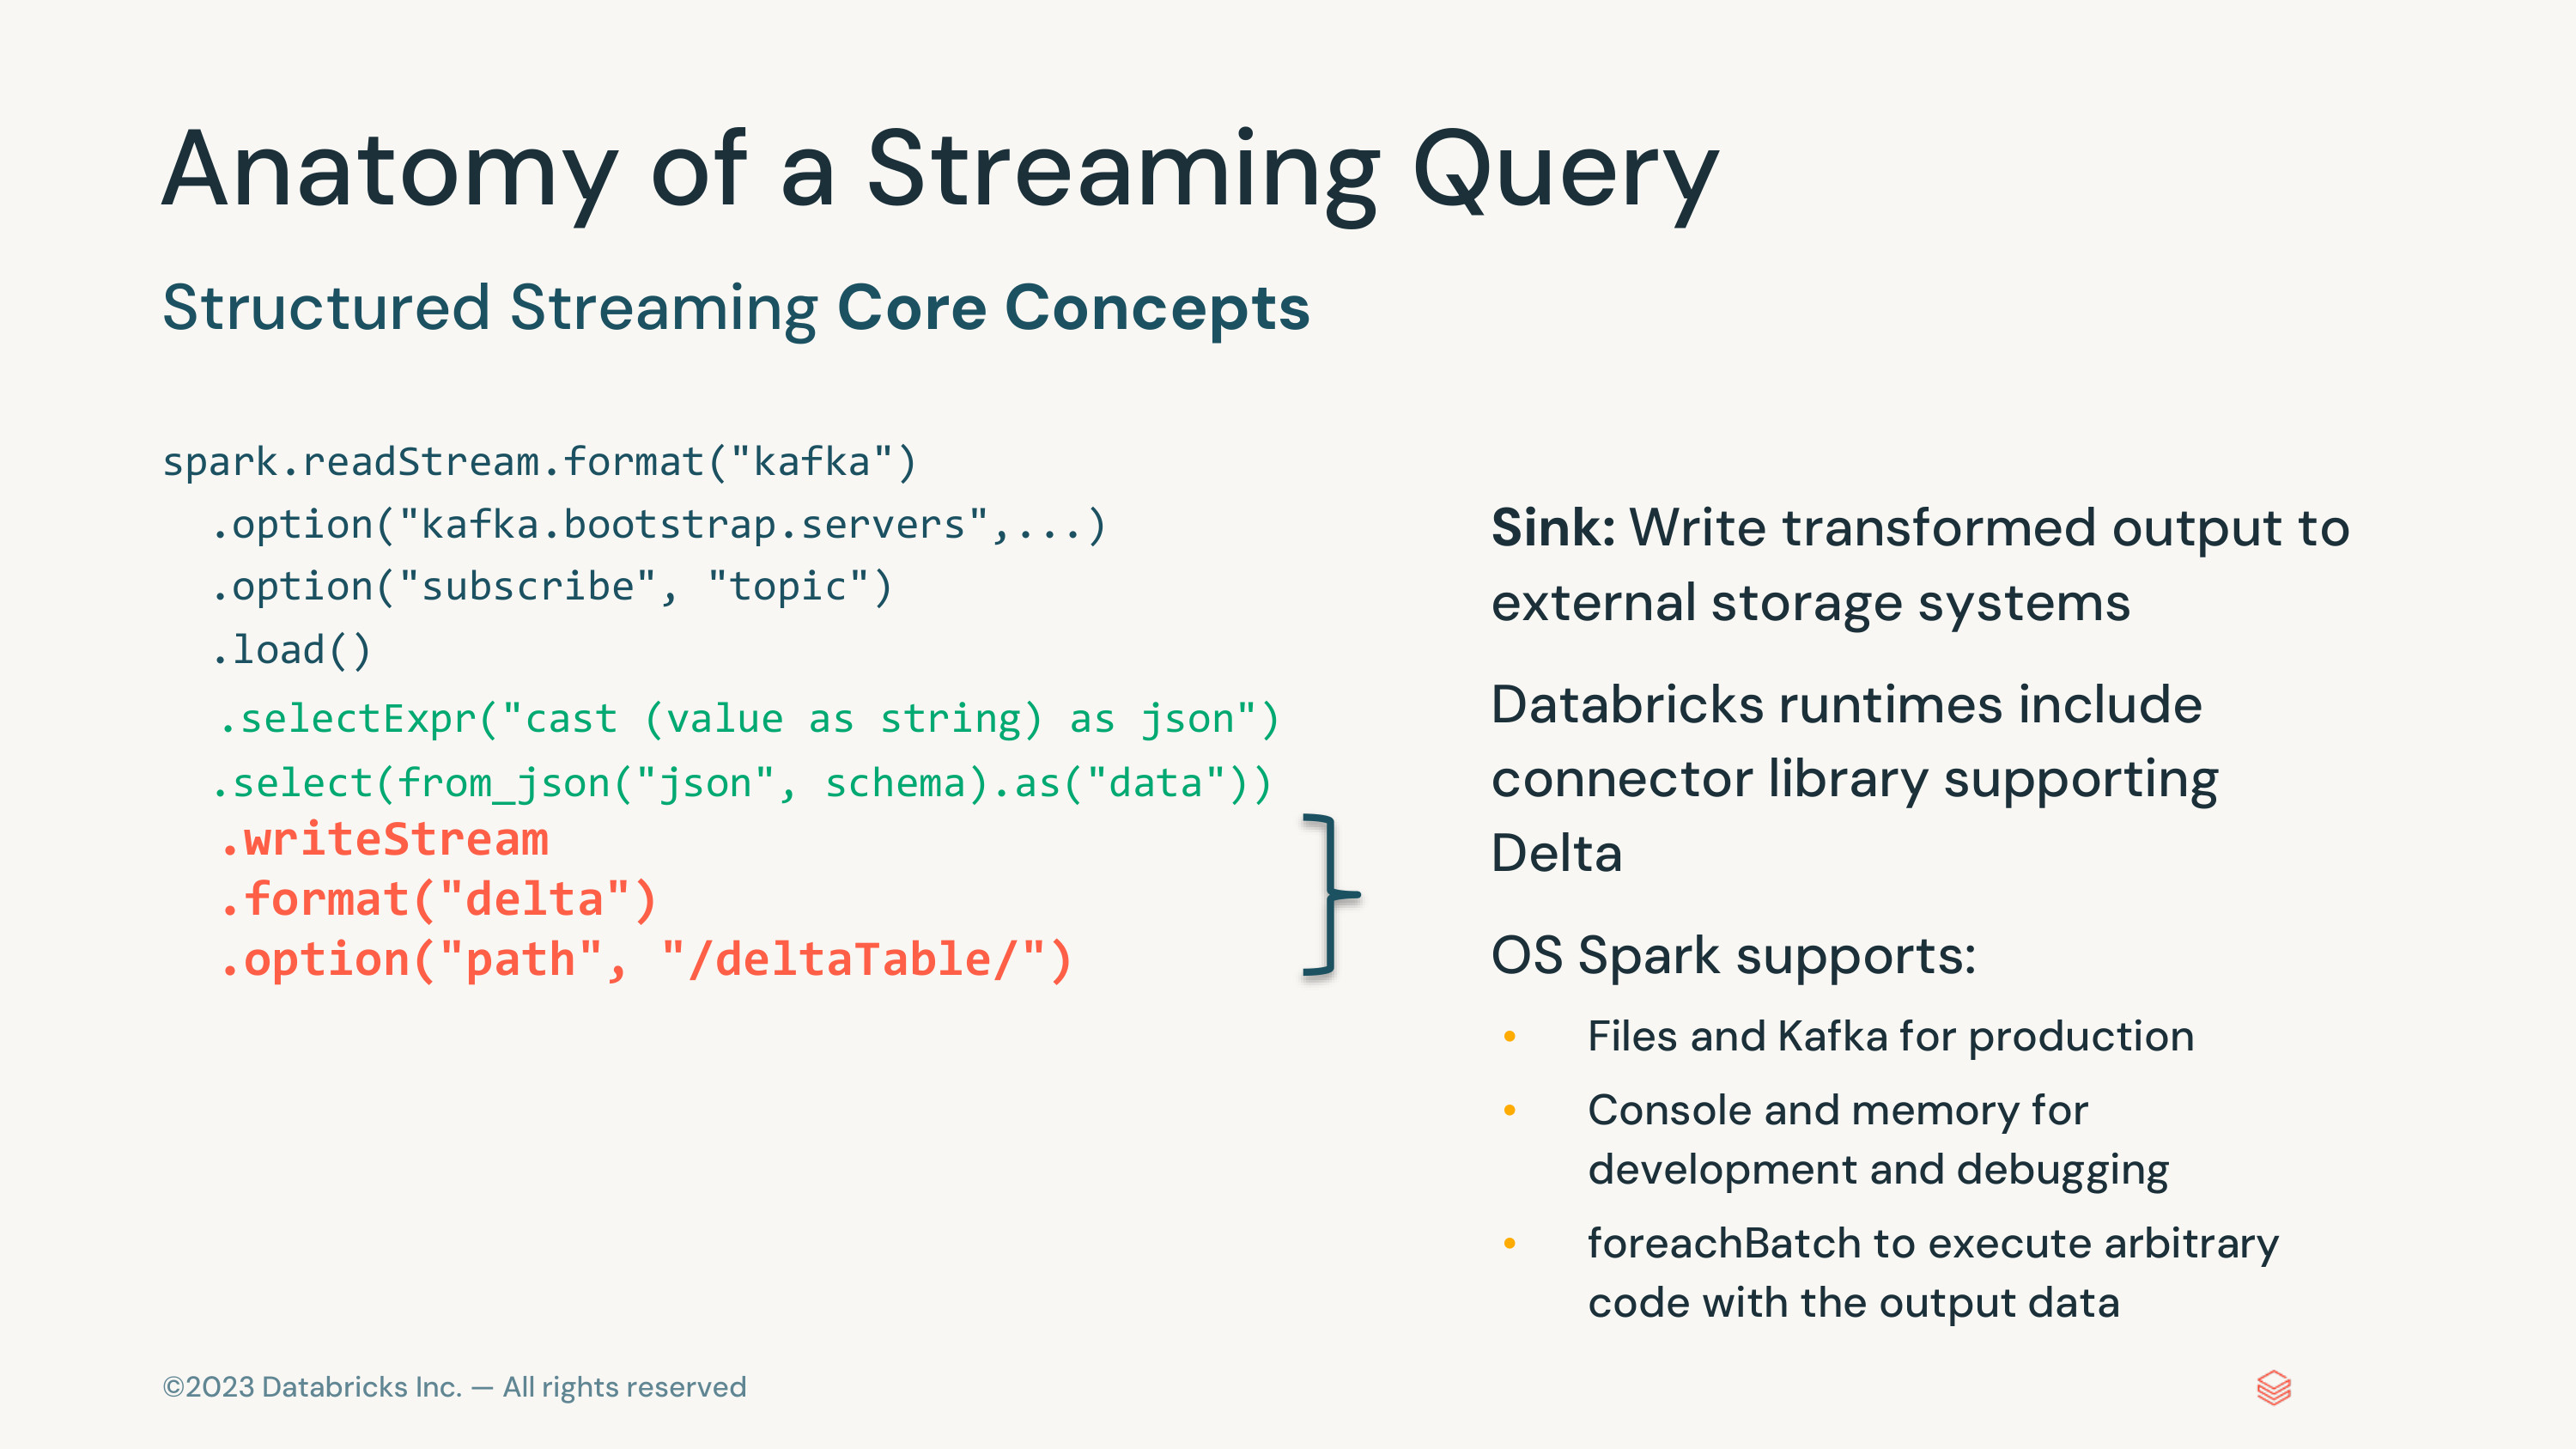 Anatomy of a Streaming Query
Structured Streaming Core Concepts
spark.readStream.format("kafka")
.option("kafka.bootstrap.servers",...)
.option("subscribe", "topic")
.load()
.selectExpr("cast (value as string) as json")
.select(from_json("json", schema).as("data"))
.writeStream
.format("delta")
.option("path", "/deltaTable/")
Sink: Write transformed output to
external storage systems
Databricks runtimes include
connector library supporting
Delta
OS Spark supports:
• Files and Kafka for production
• Console and memory for
development and debugging
• foreachBatch to execute arbitrary
code with the output data
©2023 Databricks Inc. — All rights reserved